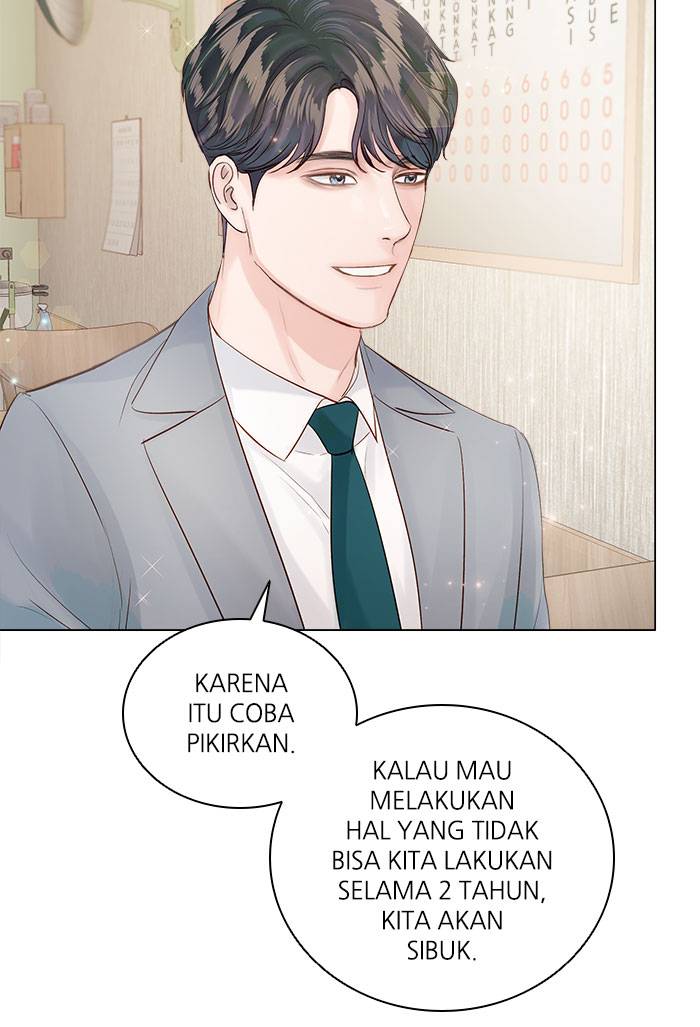 KARENA
ITU COBA
PIKIRKAN.
KALAU MAU
MELAKUKAN
HAL YANG TIDAK
BISA KITA LAKUKAN
SELAMA 2 TAHUN,
KITA AKAN
SIBUK.